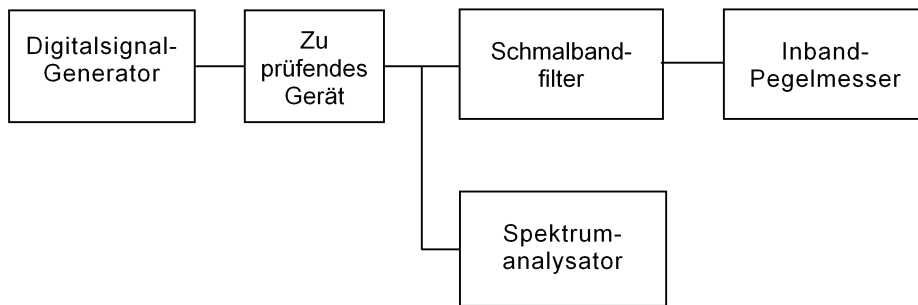 Digitalsignal-
Generator
Zu
prüfendes
Gerät
Schmalband-
filter
Inband-
Pegelmesser
Spektrum-
analysator